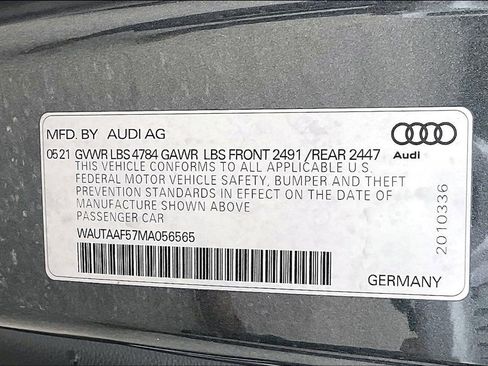 MFD. BY AUDI AG
0521 GVWR LBS 4784 GAWR LBS FRONT 2491 /REAR 2447
THIS VEHICLE CONFORMS TO ALL APPLICABLE U.S.
FEDERAL MOTOR VEHICLE SAFETY, BUMPER AND THEFT
PREVENTION STANDARDS IN EFFECT ON THE DATE OF
MANUFACTURE SHOWN ABOVE
PASSENGER CAR
WAUTAAF57MA056565
Audi
2010336
GERMANY